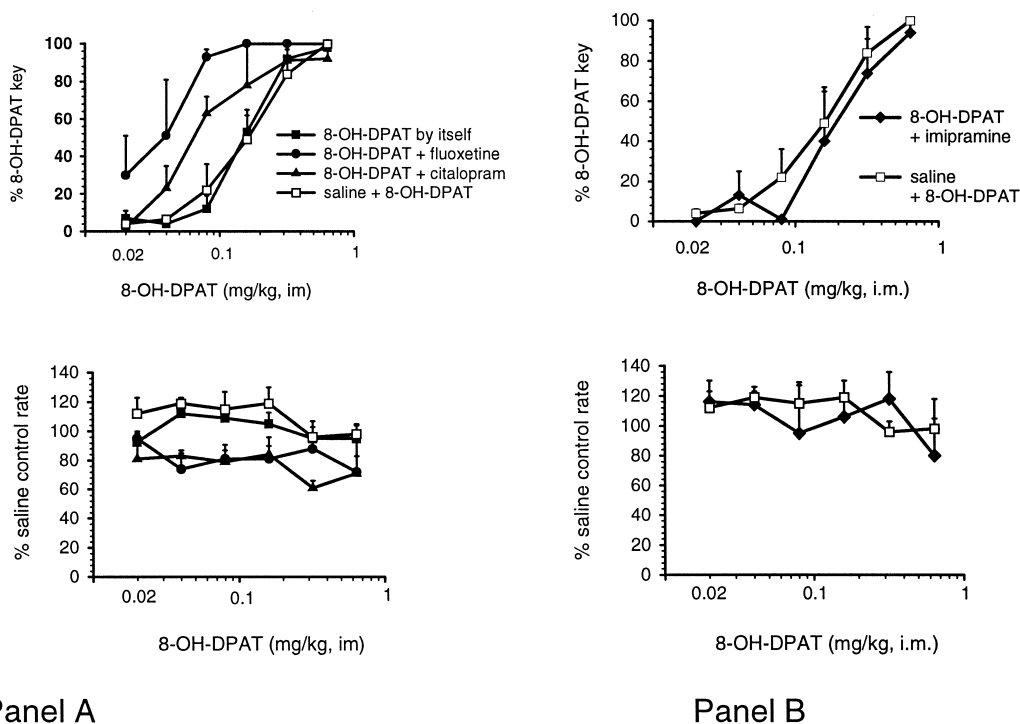 100
80
60
40
20
0
% 8-OH-DPAT key
8-OH-DPAT by itself
8-OH-DPAT + fluoxetine
8-OH-DPAT + citalopram
saline + 8-OH-DPAT
0.02
0.1
1
8-OH-DPAT (mg/kg, im)
100
80
60
40
20
0
% 8-OH-DPAT key
8-OH-DPAT
+ imipramine
saline
+ 8-OH-DPAT
0.02
0.1
1
8-OH-DPAT (mg/kg, i.m.)
140
120
100
80
60
40
20
0
% saline control rate
0.02
0.1
1
8-OH-DPAT (mg/kg, im)
140
120
100
80
60
40
20
0
% saline control rate
0.02
0.1
1
8-OH-DPAT (mg/kg, i.m.)
Panel A
Panel B